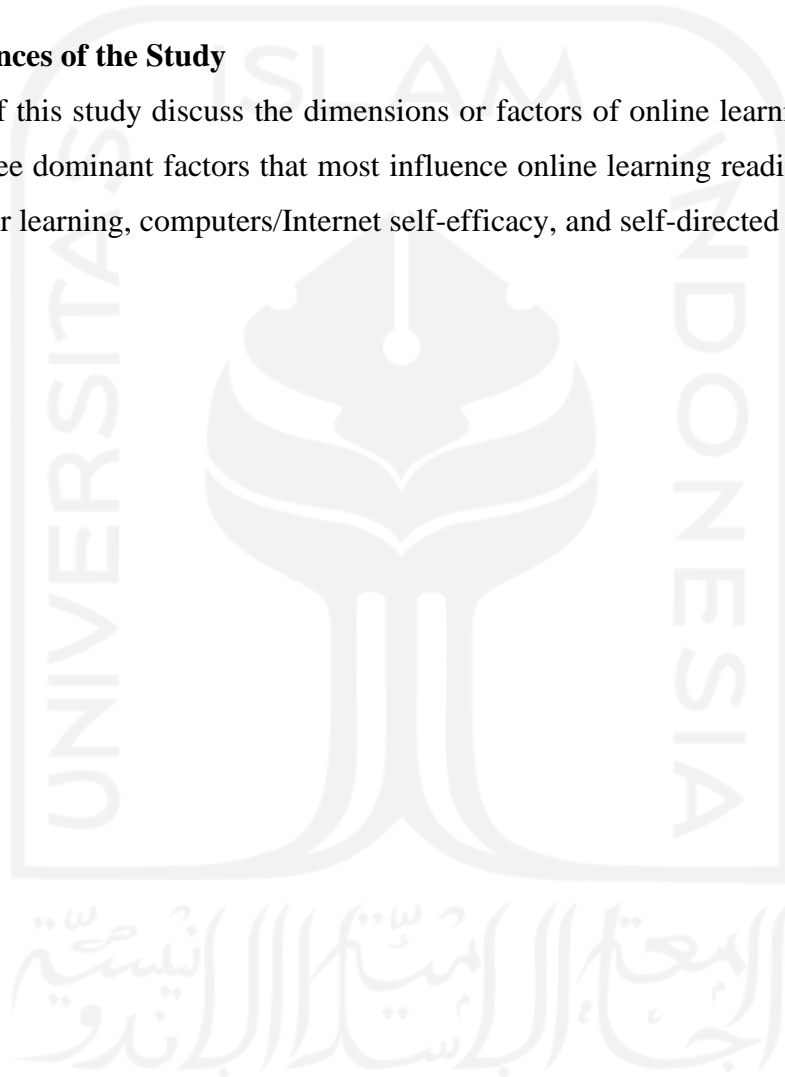 nces of the Study
f this study discuss the dimensions or factors of online learni
ee dominant factors that most influence online learning readi
r learning, computers/Internet self-efficacy, and self-directed
ISLAM
UNIVERSITAS
INDONESIA